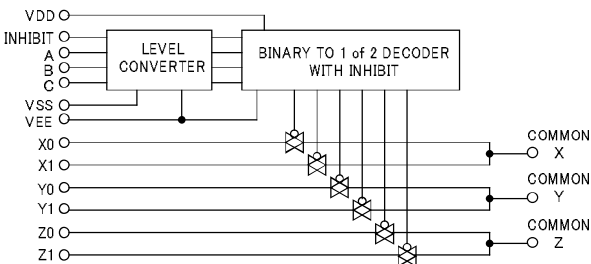 VDD
INHIBIT
A
B
C
VSS
VEE
LEVEL
CONVERTER
BINARY TO 1 of 2 DECODER
WITH INHIBIT
X0
X1
Y0
Y1
Z0
Z1
COMMON
X
COMMON
Y
COMMON
Z